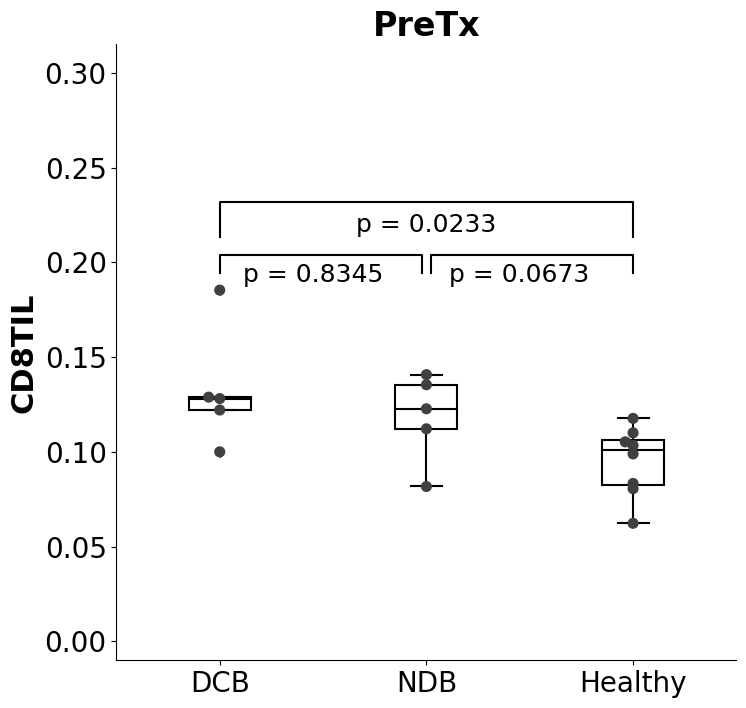 PreTx
0.30
0.25
0.20
0.15
0.10
0.05
0.00
CD8TIL
p = 0.0233
p = 0.8345
p = 0.0673
DCB
NDB
Healthy